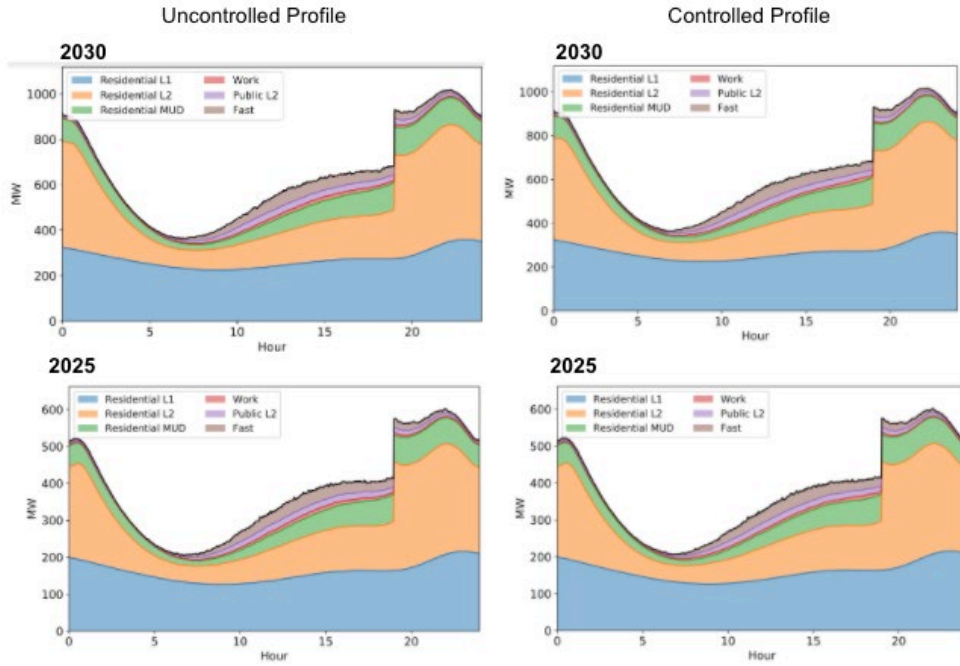 Uncontrolled Profile
Controlled Profile
2030
Residential L1
Residential L2
Residential MUD
Work
Public L2
Fast
MW
1000
800
600
400
200
0
0 5 10 15 20
Hour
2030
Residential L1
Residential L2
Residential MUD
Work
Public L2
Fast
MW
1000
800
600
400
200
0
0 5 10 15 20
Hour
2025
Residential L1
Residential L2
Residential MUD
Work
Public L2
Fast
MW
600
500
400
300
200
100
0
0 5 10 15 20
Hour
2025
Residential L1
Residential L2
Residential MUD
Work
Public L2
Fast
MW
600
500
400
300
200
100
0
0 5 10 15 20
Hour